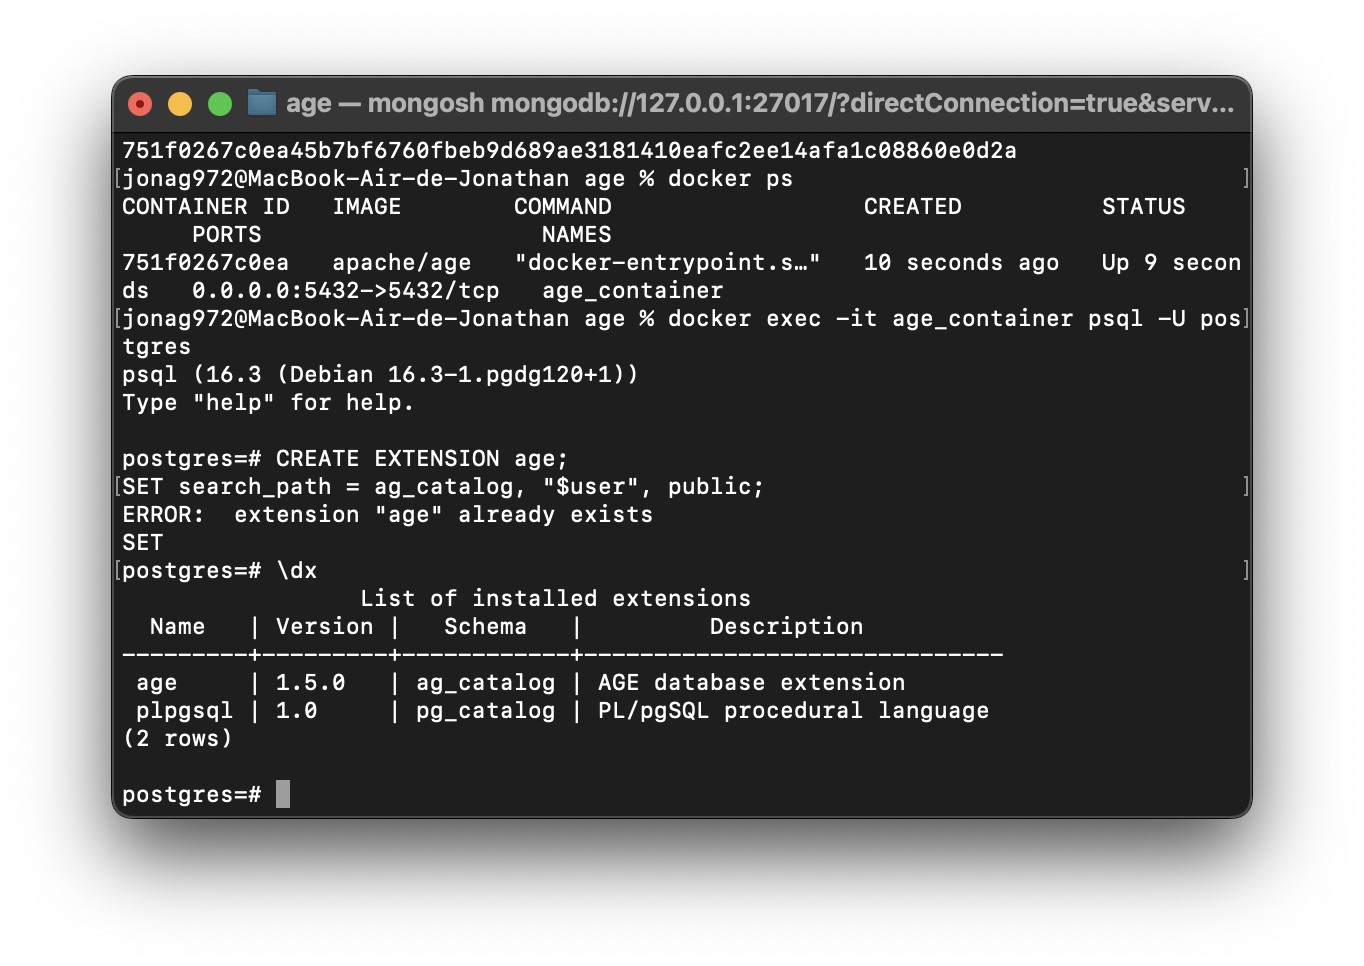 age — mongosh mongodb://127.0.0.1:27017/?directConnection=true&serv...
751f0267c0ea45b7bf6760fbeb9d689ae3181410eafc2ee14afa1c08860e0d2a
[jonag972@MacBook-Air-de-Jonathan age % docker ps ]
CONTAINER ID   IMAGE        COMMAND                  CREATED          STATUS
     PORTS                    NAMES
751f0267c0ea   apache/age   "docker-entrypoint.s…"   10 seconds ago   Up 9 secon
ds   0.0.0.0:5432->5432/tcp   age_container
[jonag972@MacBook-Air-de-Jonathan age % docker exec -it age_container psql -U pos]
tgres
psql (16.3 (Debian 16.3-1.pgdg120+1))
Type "help" for help.
postgres=# CREATE EXTENSION age;
[SET search_path = ag_catalog, "$user", public; ]
ERROR:  extension "age" already exists
SET
[postgres=# \dx ]
                 List of installed extensions
  Name   | Version |   Schema   |         Description
---------+---------+------------+------------------------------
 age     | 1.5.0   | ag_catalog | AGE database extension
 plpgsql | 1.0     | pg_catalog | PL/pgSQL procedural language
(2 rows)
postgres=#